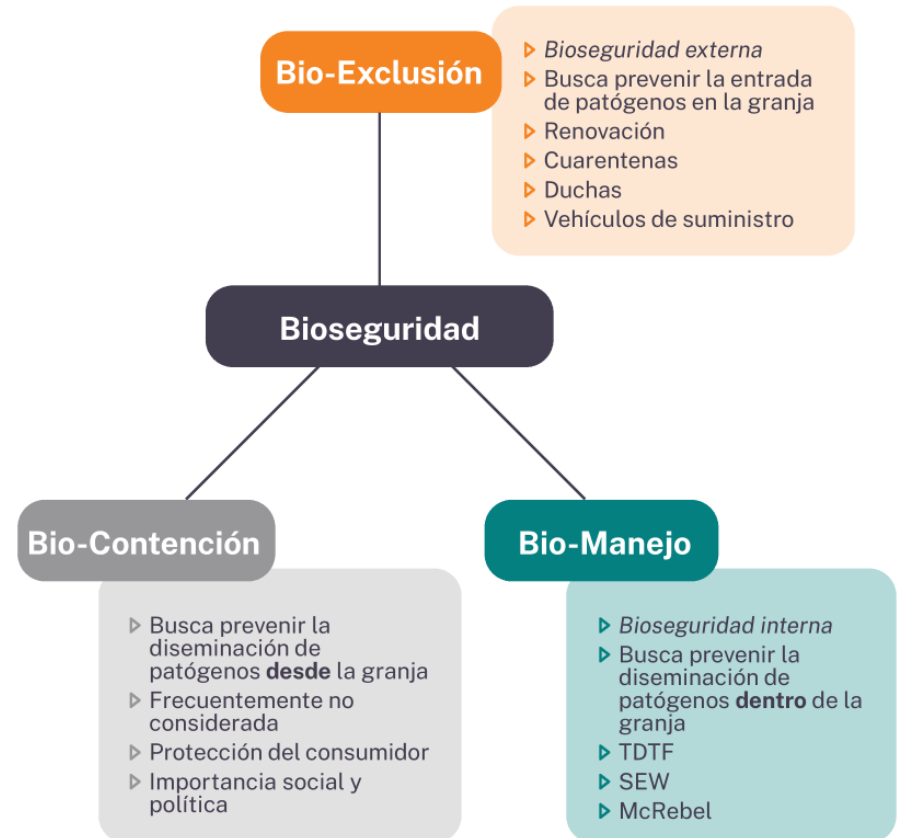 Bio-Exclusión
Bioseguridad externa
Busca prevenir la entrada
de patógenos en la granja
Renovación
Cuarentenas
Duchas
Vehículos de suministro
Bioseguridad
Bio-Contención
Busca prevenir la
diseminación de
patógenos desde la granja
Frecuentemente no
considerada
Protección del consumidor
Importancia social y
política
Bio-Manejo
Bioseguridad interna
Busca prevenir la
diseminación de
patógenos dentro de la
granja
TDTF
SEW
McRebel